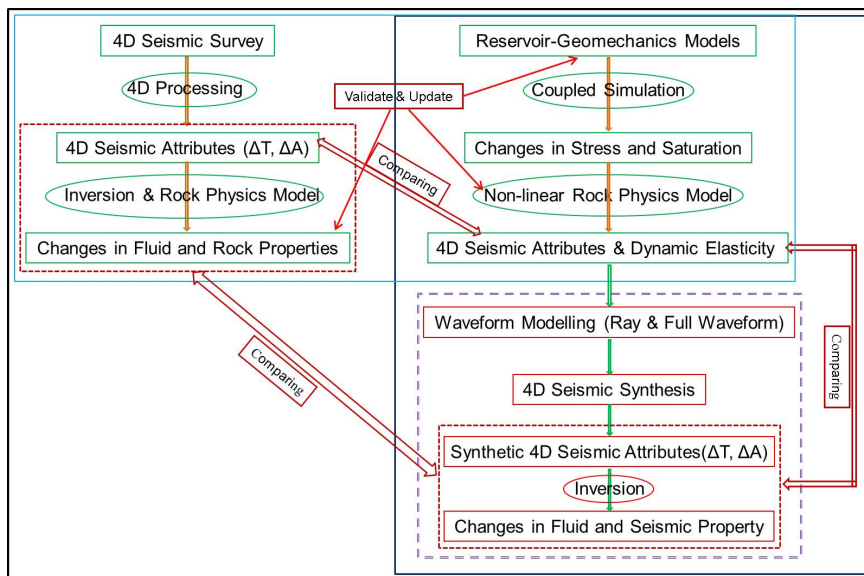 4D Seismic Survey
4D Processing
4D Seismic Attributes (ΔT, ΔA)
Inversion & Rock Physics Model
Changes in Fluid and Rock Properties
Validate & Update
Comparing
Comparing
Reservoir-Geomechanics Models
Coupled Simulation
Changes in Stress and Saturation
Non-linear Rock Physics Model
4D Seismic Attributes & Dynamic Elasticity
Waveform Modelling (Ray & Full Waveform)
4D Seismic Synthesis
Synthetic 4D Seismic Attributes(ΔT, ΔA)
Inversion
Changes in Fluid and Seismic Property
Comparing